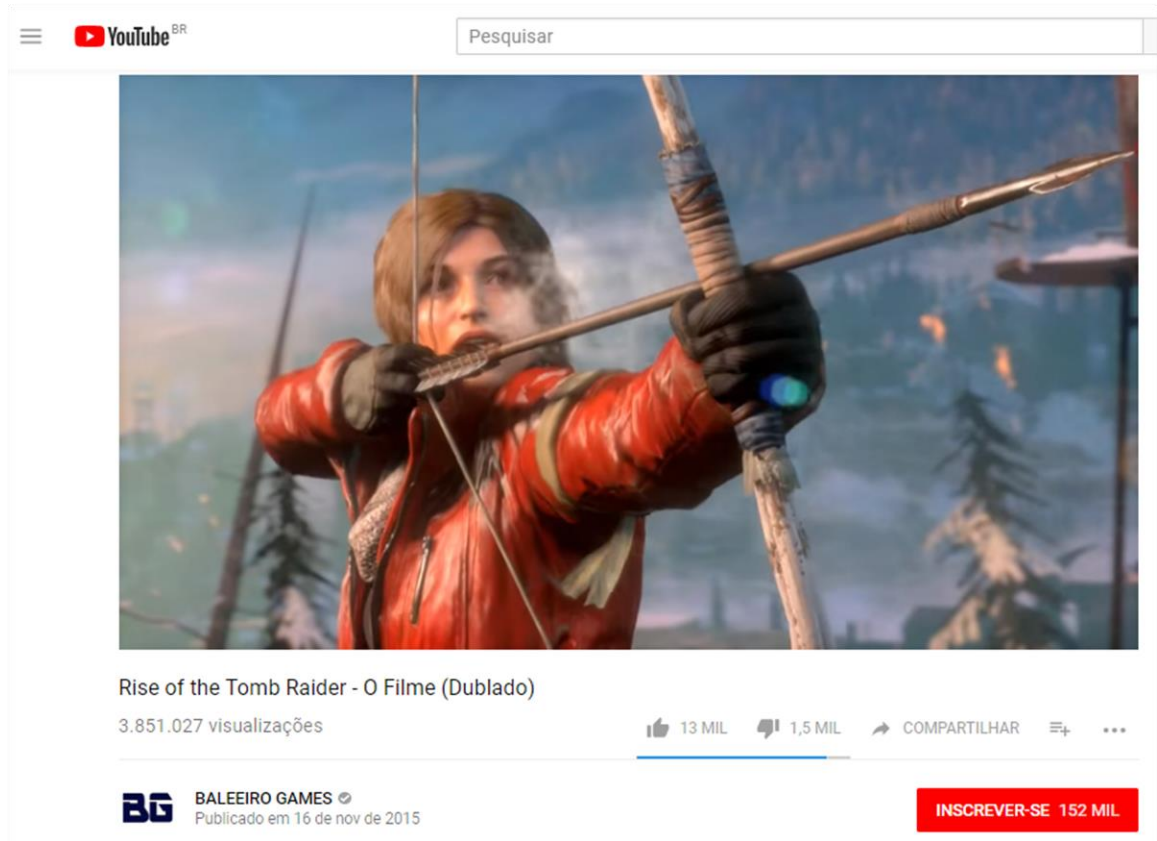 YouTube BR
Pesquisar
Rise of the Tomb Raider - O Filme (Dublado)
3.851.027 visualizações
13 MIL 1,5 MIL COMPARTILHAR
BG
BALEEIRO GAMES
Publicado em 16 de nov de 2015
INSCREVER-SE 152 MIL